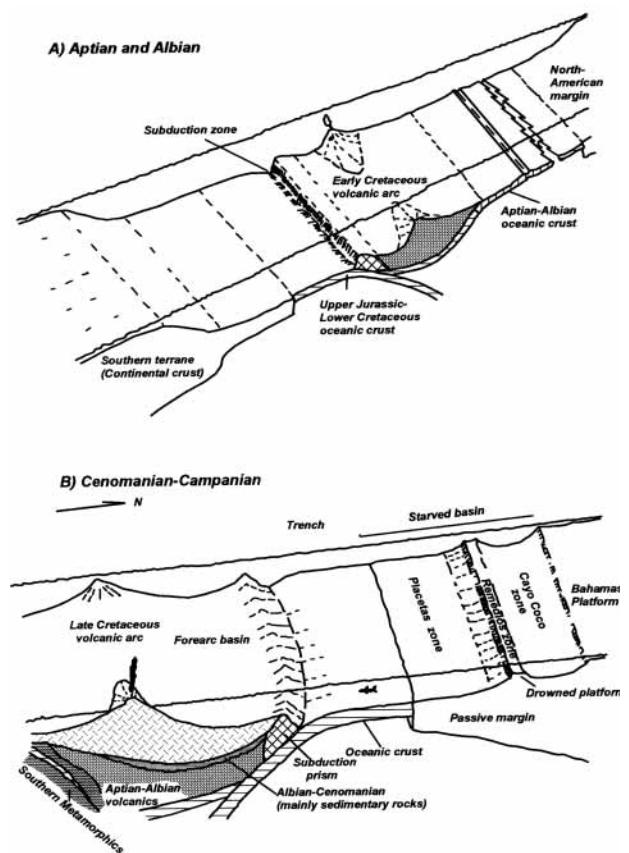 A) Aptian and Albian
North-
American
margin
Subduction zone
Early Cretaceous
volcanic arc
Aptian-Albian
oceanic crust
Upper Jurassic-
Lower Cretaceous
oceanic crust
Southern terrane
(Continental crust)
B) Cenomanian-Campanian
N
Trench
Starved basin
Late Cretaceous
volcanic arc
Forearc basin
Placetas zone
Remedios zone
Cayo Coco
zone
Bahamas
Platform
Drowned platform
Passive margin
Oceanic crust
Subduction
prism
Aptian-Albian
volcanics
Albian-Cenomanian
(mainly sedimentary rocks)
Southern Metamorphics